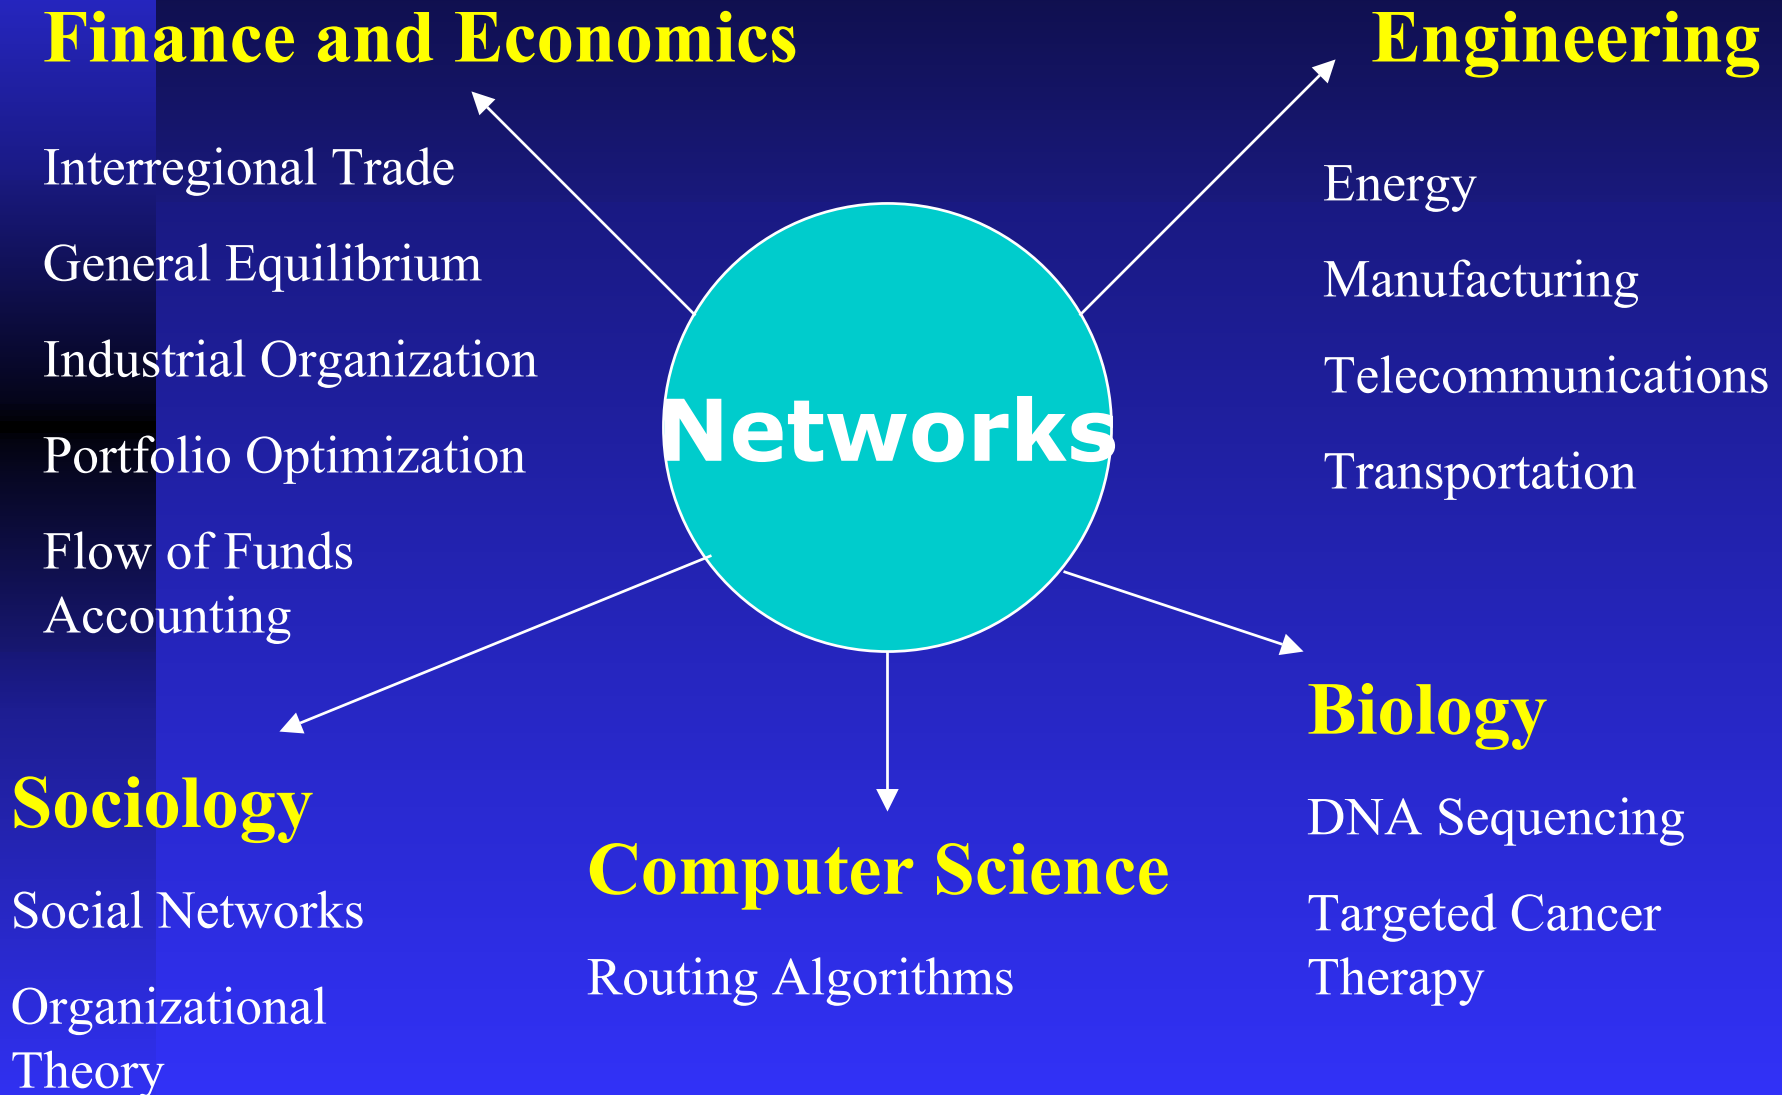 Finance and Economics
Interregional Trade
General Equilibrium
Industrial Organization
Portfolio Optimization
Flow of Funds
Accounting
Engineering
Energy
Manufacturing
Telecommunications
Transportation
Networks
Sociology
Social Networks
Organizational
Theory
Computer Science
Routing Algorithms
Biology
DNA Sequencing
Targeted Cancer
Therapy